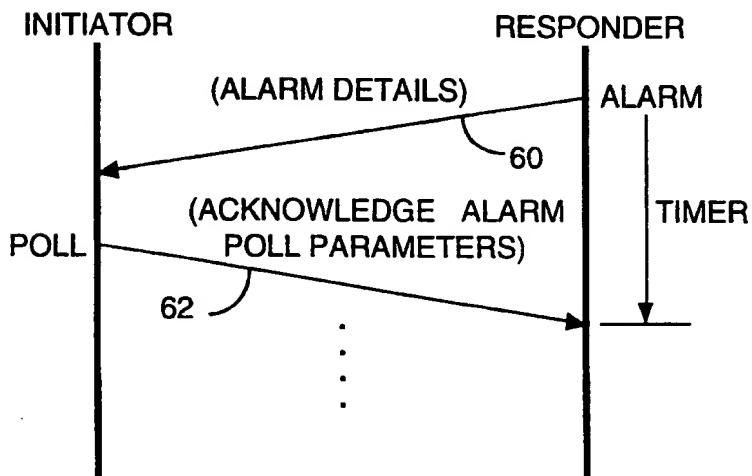 INITIATOR
RESPONDER
(ALARM DETAILS)
ALARM
60
(ACKNOWLEDGE ALARM
POLL PARAMETERS)
TIMER
POLL
62